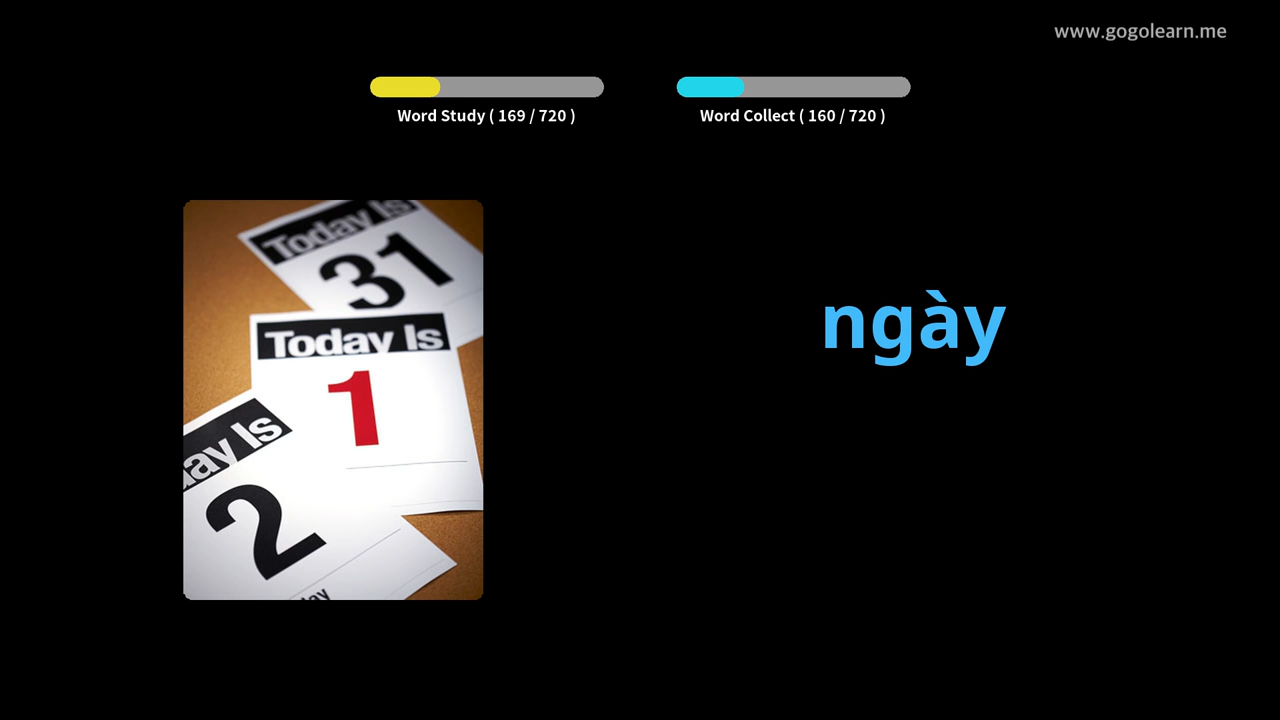 www.gogolearn.me
Word Study ( 169 / 720 )
Word Collect ( 160 / 720 )
Today Is
31
Today Is
1
ay Is
2
ngày